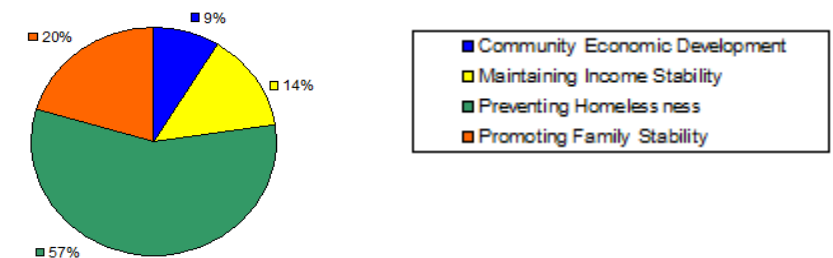 9%
20%
14%
57%
Community Economic Development
Maintaining Income Stability
Preventing Homeless ness
Promoting Family Stability